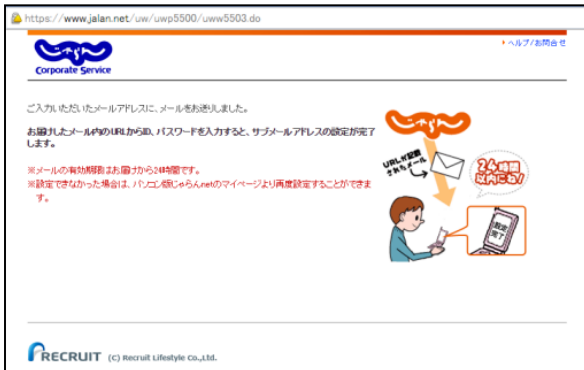 https://www.jalan.net/uw/uwp5500/uww5503.do
じゃらん
Corporate Service
ヘルプ/お問合せ
ご入力いただいたメールアドレスに、メールをお送りしました。
お届けしたメール内のURLからID、パスワードを入力すると、サブメールアドレスの設定が完了
します。
※メールの有効期限はお届けから24時間です。
※設定できなかった場合は、パソコン版じゃらんnetのマイページより再度設定することができま
す。
じゃらん
URLが記載
されたメール
24時間
以内にね!
設定
完了
RECRUIT (C) Recruit Lifestyle Co.,Ltd.